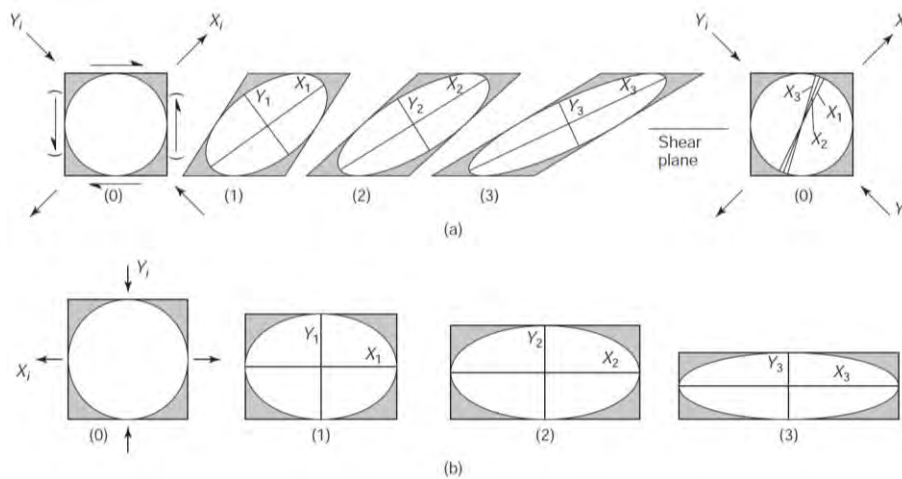 Yi Xi Yi X
Y1 X1 Y2 X2 Y3 X3 X3 X1 X2
Shear
plane
(0) (1) (2) (3) (0) Y
(a)
Yi
Xi Y1 X1 Y2 X2 Y3 X3
(0) (1) (2) (3)
(b)